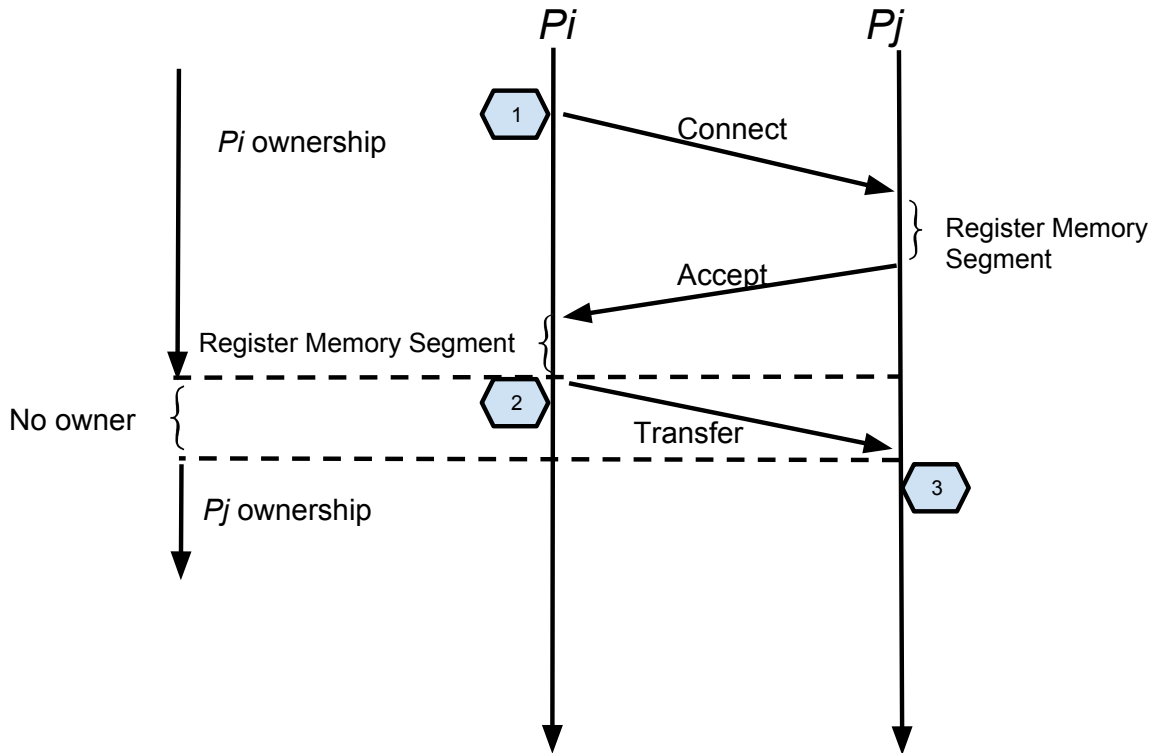 Pi
Pj
1
Connect
Pi ownership
Register Memory
Segment
Accept
Register Memory Segment
2
No owner
Transfer
3
Pj ownership